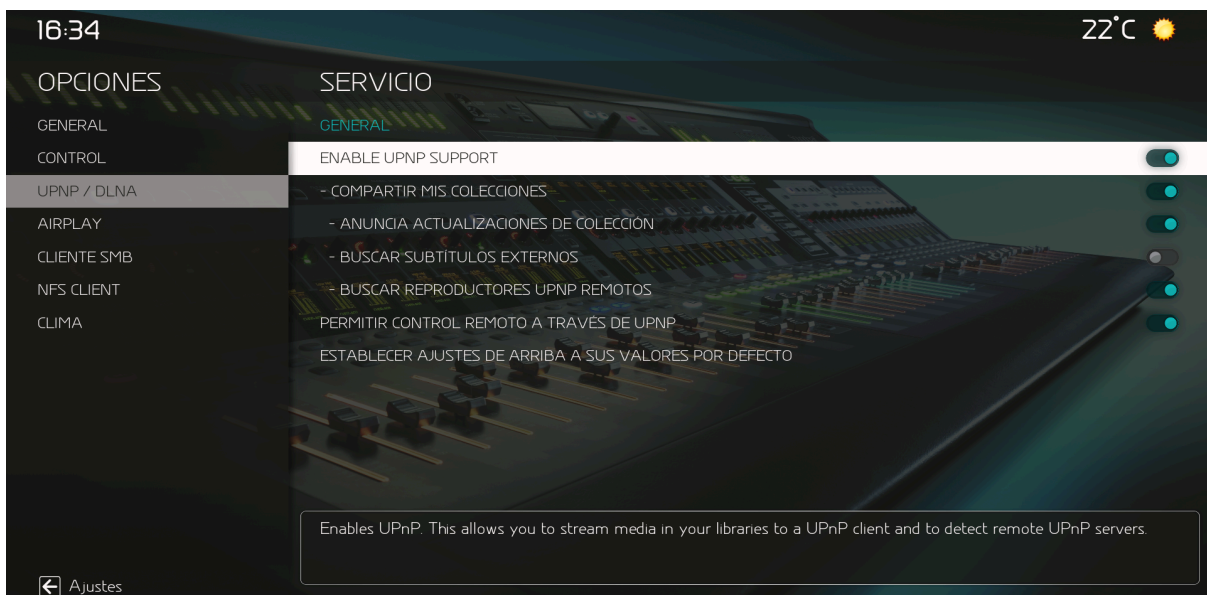 16:34
22°C
OPCIONES
GENERAL
CONTROL
UPNP / DLNA
AIRPLAY
CLIENTE SMB
NFS CLIENT
CLIMA
SERVICIO
GENERAL
ENABLE UPNP SUPPORT
- COMPARTIR MIS COLECCIONES
- ANUNCIA ACTUALIZACIONES DE COLECCIÓN
- BUSCAR SUBTÍTULOS EXTERNOS
- BUSCAR REPRODUCTORES UPNP REMOTOS
PERMITIR CONTROL REMOTO A TRAVÉS DE UPNP
ESTABLECER AJUSTES DE ARRIBA A SUS VALORES POR DEFECTO
Enables UPnP. This allows you to stream media in your libraries to a UPnP client and to detect remote UPnP servers.
Ajustes